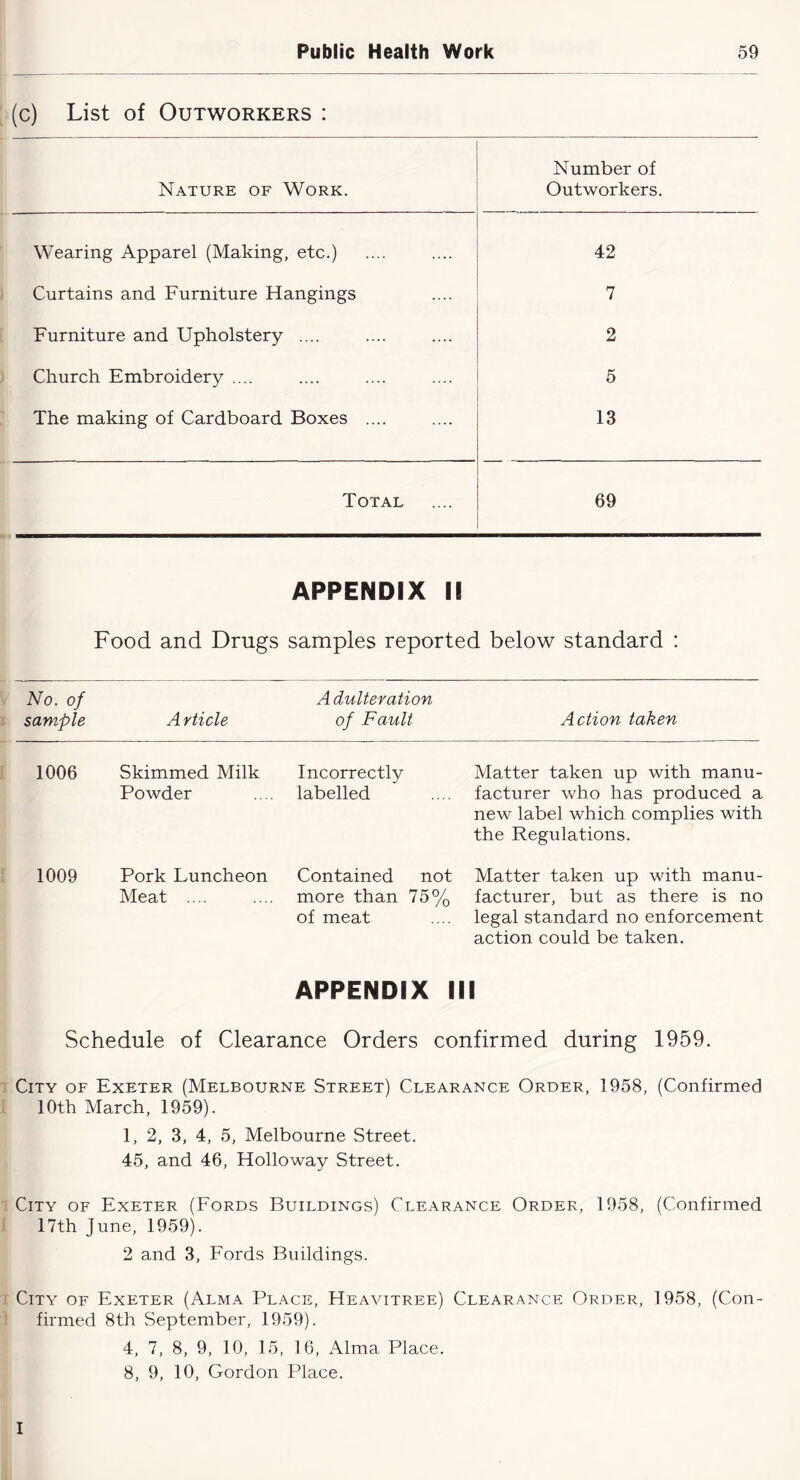 Public Health Work 59
(c) List of Outworkers :
Nature of Work.
Number of
Outworkers.
Wearing Apparel (Making, etc.) .... .... 42
Curtains and Furniture Hangings .... 7
Furniture and Upholstery .... .... .... 2
Church Embroidery .... .... .... .... 5
The making of Cardboard Boxes .... .... 13
Total .... 69
APPENDIX II
Food and Drugs samples reported below standard :
No. of Adulteration
sample Article of Fault Action taken
1006 Skimmed Milk Incorrectly Matter taken up with manu-
Powder .... labelled .... facturer who has produced a
new label which complies with
the Regulations.
1009 Pork Luncheon Contained not Matter taken up with manu-
Meat .... .... more than 75% facturer, but as there is no
of meat .... legal standard no enforcement
action could be taken.
APPENDIX III
Schedule of Clearance Orders confirmed during 1959.
City of Exeter (Melbourne Street) Clearance Order, 1958, (Confirmed
10th March, 1959).
1, 2, 3, 4, 5, Melbourne Street.
45, and 46, Holloway Street.
City of Exeter (Fords Buildings) Clearance Order, 1958, (Confirmed
17th June, 1959).
2 and 3, Fords Buildings.
City of Exeter (Alma Place, Heavitree) Clearance Order, 1958, (Con-
firmed 8th September, 1959).
4, 7, 8, 9, 10, 15, 16, Alma Place.
8, 9, 10, Gordon Place.
I